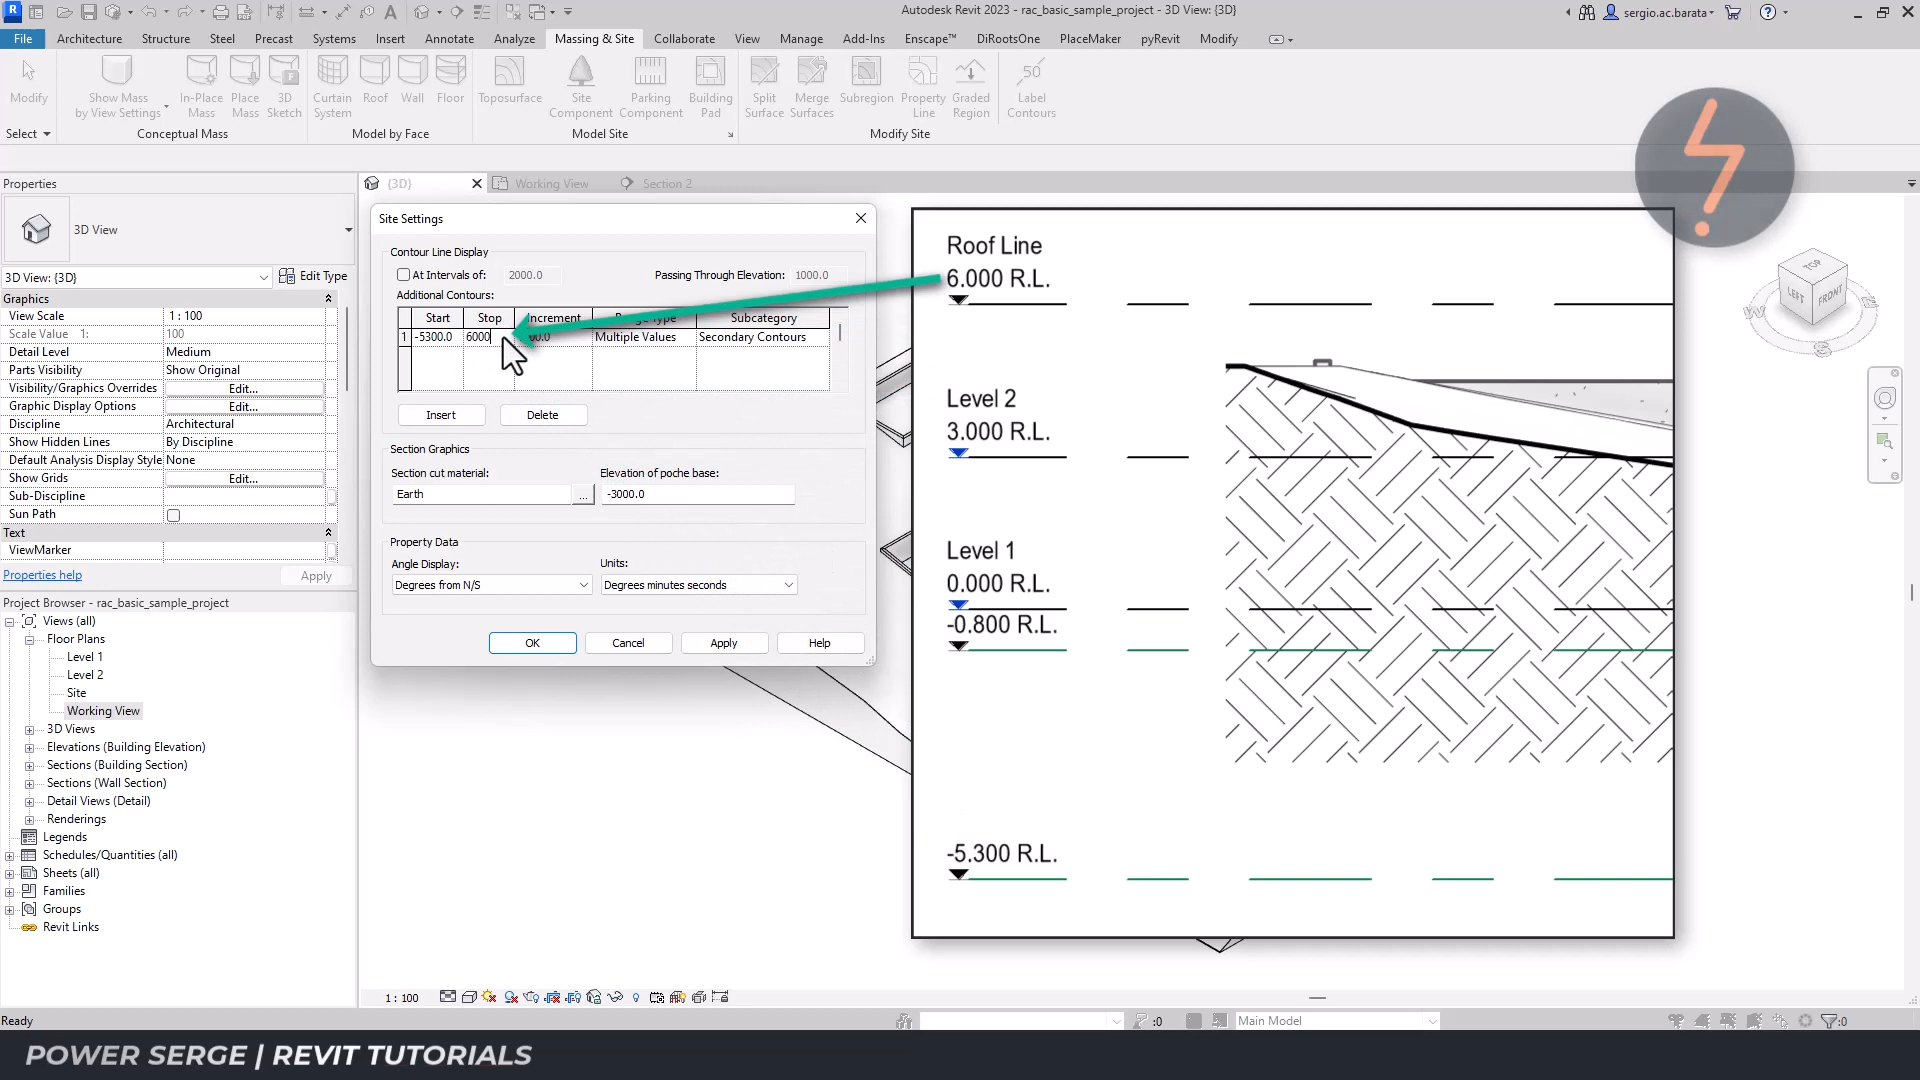 Autodesk Revit 2023 - rac_basic_sample_project - 3D View: {3D}
sergio.ac.barata
File Architecture Structure Steel Precast Systems Insert Annotate Analyze Massing & Site Collaborate View Manage Add-Ins Enscape™ DiRootsOne PlaceMaker pyRevit Modify
Modify
Show Mass
by View Settings
In-Place
Mass
Place
Mass
3D
Sketch
Curtain
System
Roof
Wall
Floor
Toposurface
Site
Component
Parking
Component
Building
Pad
Split
Surface
Merge
Surfaces
Subregion
Property
Line
Graded
Region
50
Label
Contours
Select
Conceptual Mass
Model by Face
Model Site
Modify Site
Properties
{3D}
Working View
Section 2
3D View
3D View: {3D}
Edit Type
Graphics
View Scale 1 : 100
Scale Value 1: 100
Detail Level Medium
Parts Visibility Show Original
Visibility/Graphics Overrides Edit...
Graphic Display Options Edit...
Discipline Architectural
Show Hidden Lines By Discipline
Default Analysis Display Style None
Show Grids Edit...
Sub-Discipline
Sun Path
Text
ViewMarker
Properties help
Apply
Project Browser - rac_basic_sample_project
Views (all)
Floor Plans
Level 1
Level 2
Site
Working View
3D Views
Elevations (Building Elevation)
Sections (Building Section)
Sections (Wall Section)
Detail Views (Detail)
Renderings
Legends
Schedules/Quantities (all)
Sheets (all)
Families
Groups
Revit Links
Site Settings
Contour Line Display
At Intervals of: 2000.0 Passing Through Elevation: 1000.0
Additional Contours:
Start Stop Increment Subcategory
1 -5300.0 6000 Multiple Values Secondary Contours
Insert Delete
Section Graphics
Section cut material: Elevation of poche base:
Earth ... -3000.0
Property Data
Angle Display: Units:
Degrees from N/S Degrees minutes seconds
OK Cancel Apply Help
Roof Line
6.000 R.L.
Level 2
3.000 R.L.
Level 1
0.000 R.L.
-0.800 R.L.
-5.300 R.L.
TOP
LEFT FRONT
W S E
1 : 100
Ready
:0
Main Model
:0
POWER SERGE | REVIT TUTORIALS